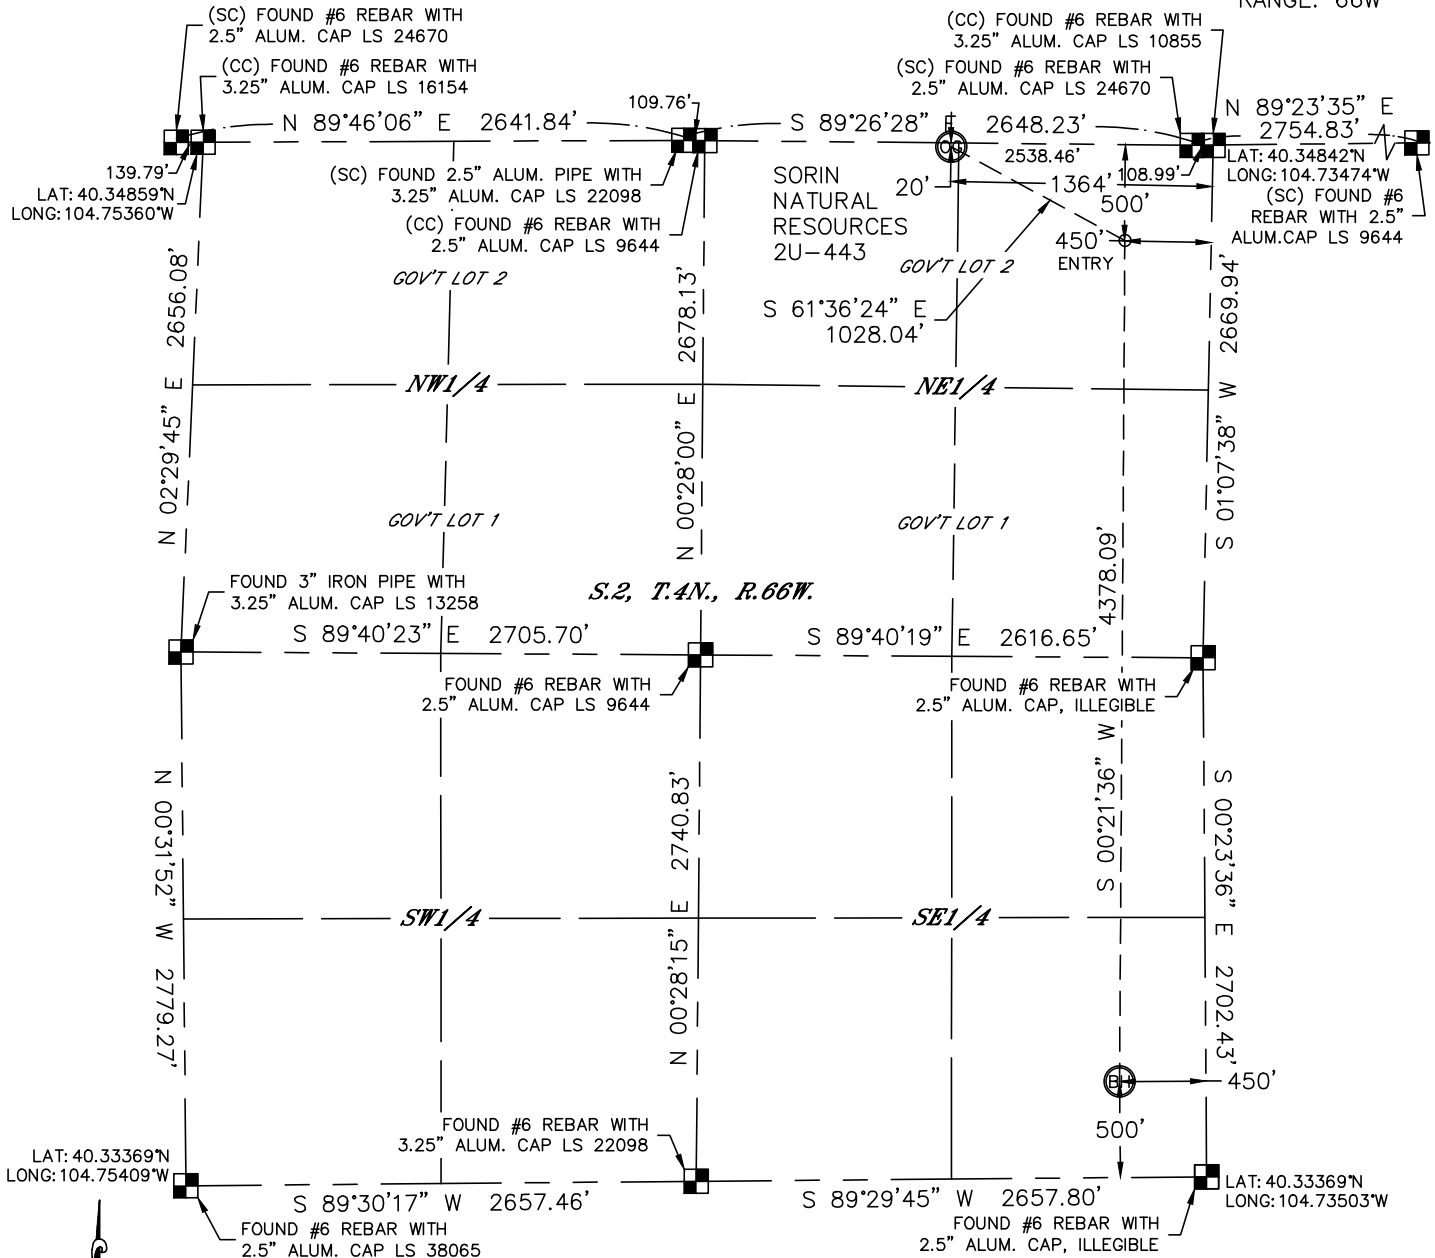 RANGE: 66W
(SC) FOUND #6 REBAR WITH
2.5" ALUM. CAP LS 24670
(CC) FOUND #6 REBAR WITH
3.25" ALUM. CAP LS 10855
(CC) FOUND #6 REBAR WITH
3.25" ALUM. CAP LS 16154
(SC) FOUND #6 REBAR WITH
2.5" ALUM. CAP LS 24670
N 89°46'06" E 2641.84'
109.76'
S 89°26'28" E 2648.23'
N 89°23'35" E
2754.83'
OG
2538.46'
139.79'
LAT: 40.34859°N
LONG: 104.75360°W
(SC) FOUND 2.5" ALUM. PIPE WITH
3.25" ALUM. CAP LS 22098
(CC) FOUND #6 REBAR WITH
2.5" ALUM. CAP LS 9644
SORIN
NATURAL
RESOURCES
2U-443
20'
1364'
108.99'
LAT: 40.34842°N
LONG: 104.73474°W
(SC) FOUND #6
REBAR WITH 2.5"
ALUM.CAP LS 9644
500'
450'
ENTRY
GOV'T LOT 2
GOV'T LOT 2
S 61°36'24" E
1028.04'
N 02°29'45" E 2656.08'
N 00°28'00" E 2678.13'
S 01°07'38" W 2669.94'
NW1/4
NE1/4
GOV'T LOT 1
GOV'T LOT 1
FOUND 3" IRON PIPE WITH
3.25" ALUM. CAP LS 13258
S.2, T.4N., R.66W.
S 89°40'23" E 2705.70'
S 89°40'19" E 2616.65'
FOUND #6 REBAR WITH
2.5" ALUM. CAP LS 9644
FOUND #6 REBAR WITH
2.5" ALUM. CAP, ILLEGIBLE
S 00°21'36" W 4378.09'
N 00°31'52" W 2779.27'
N 00°28'15" E 2740.83'
S 00°23'36" E 2702.43'
SW1/4
SE1/4
BH
450'
500'
FOUND #6 REBAR WITH
3.25" ALUM. CAP LS 22098
LAT: 40.33369°N
LONG: 104.75409°W
S 89°30'17" W 2657.46'
S 89°29'45" W 2657.80'
LAT: 40.33369°N
LONG: 104.73503°W
FOUND #6 REBAR WITH
2.5" ALUM. CAP LS 38065
FOUND #6 REBAR WITH
2.5" ALUM. CAP, ILLEGIBLE